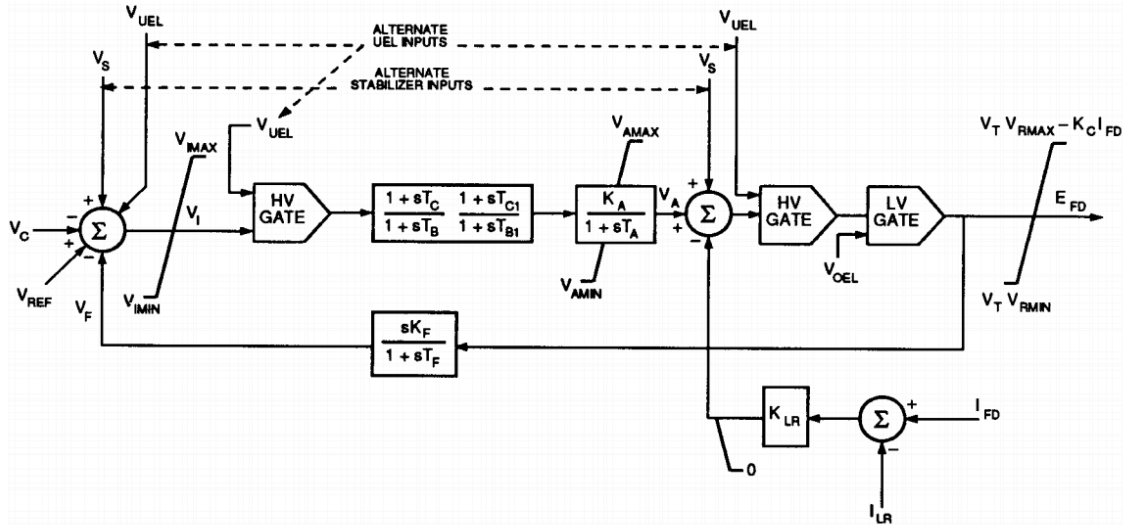 V_UEL
ALTERNATE
UEL INPUTS
V_UEL
V_S
ALTERNATE
STABILIZER INPUTS
V_S
V_UEL
V_IMAX
V_AMAX
V_T V_RMAX – K_C I_FD
+
–
+
–
V_C
Σ
V_REF
V_F
V_I
V_IMIN
HV
GATE
1 + sT_C
1 + sT_B
1 + sT_C1
1 + sT_B1
K_A
1 + sT_A
V_AMIN
V_A
+
+
–
Σ
HV
GATE
LV
GATE
V_OEL
E_FD
V_T V_RMIN
sK_F
1 + sT_F
K_LR
Σ
+
–
I_FD
0
I_LR